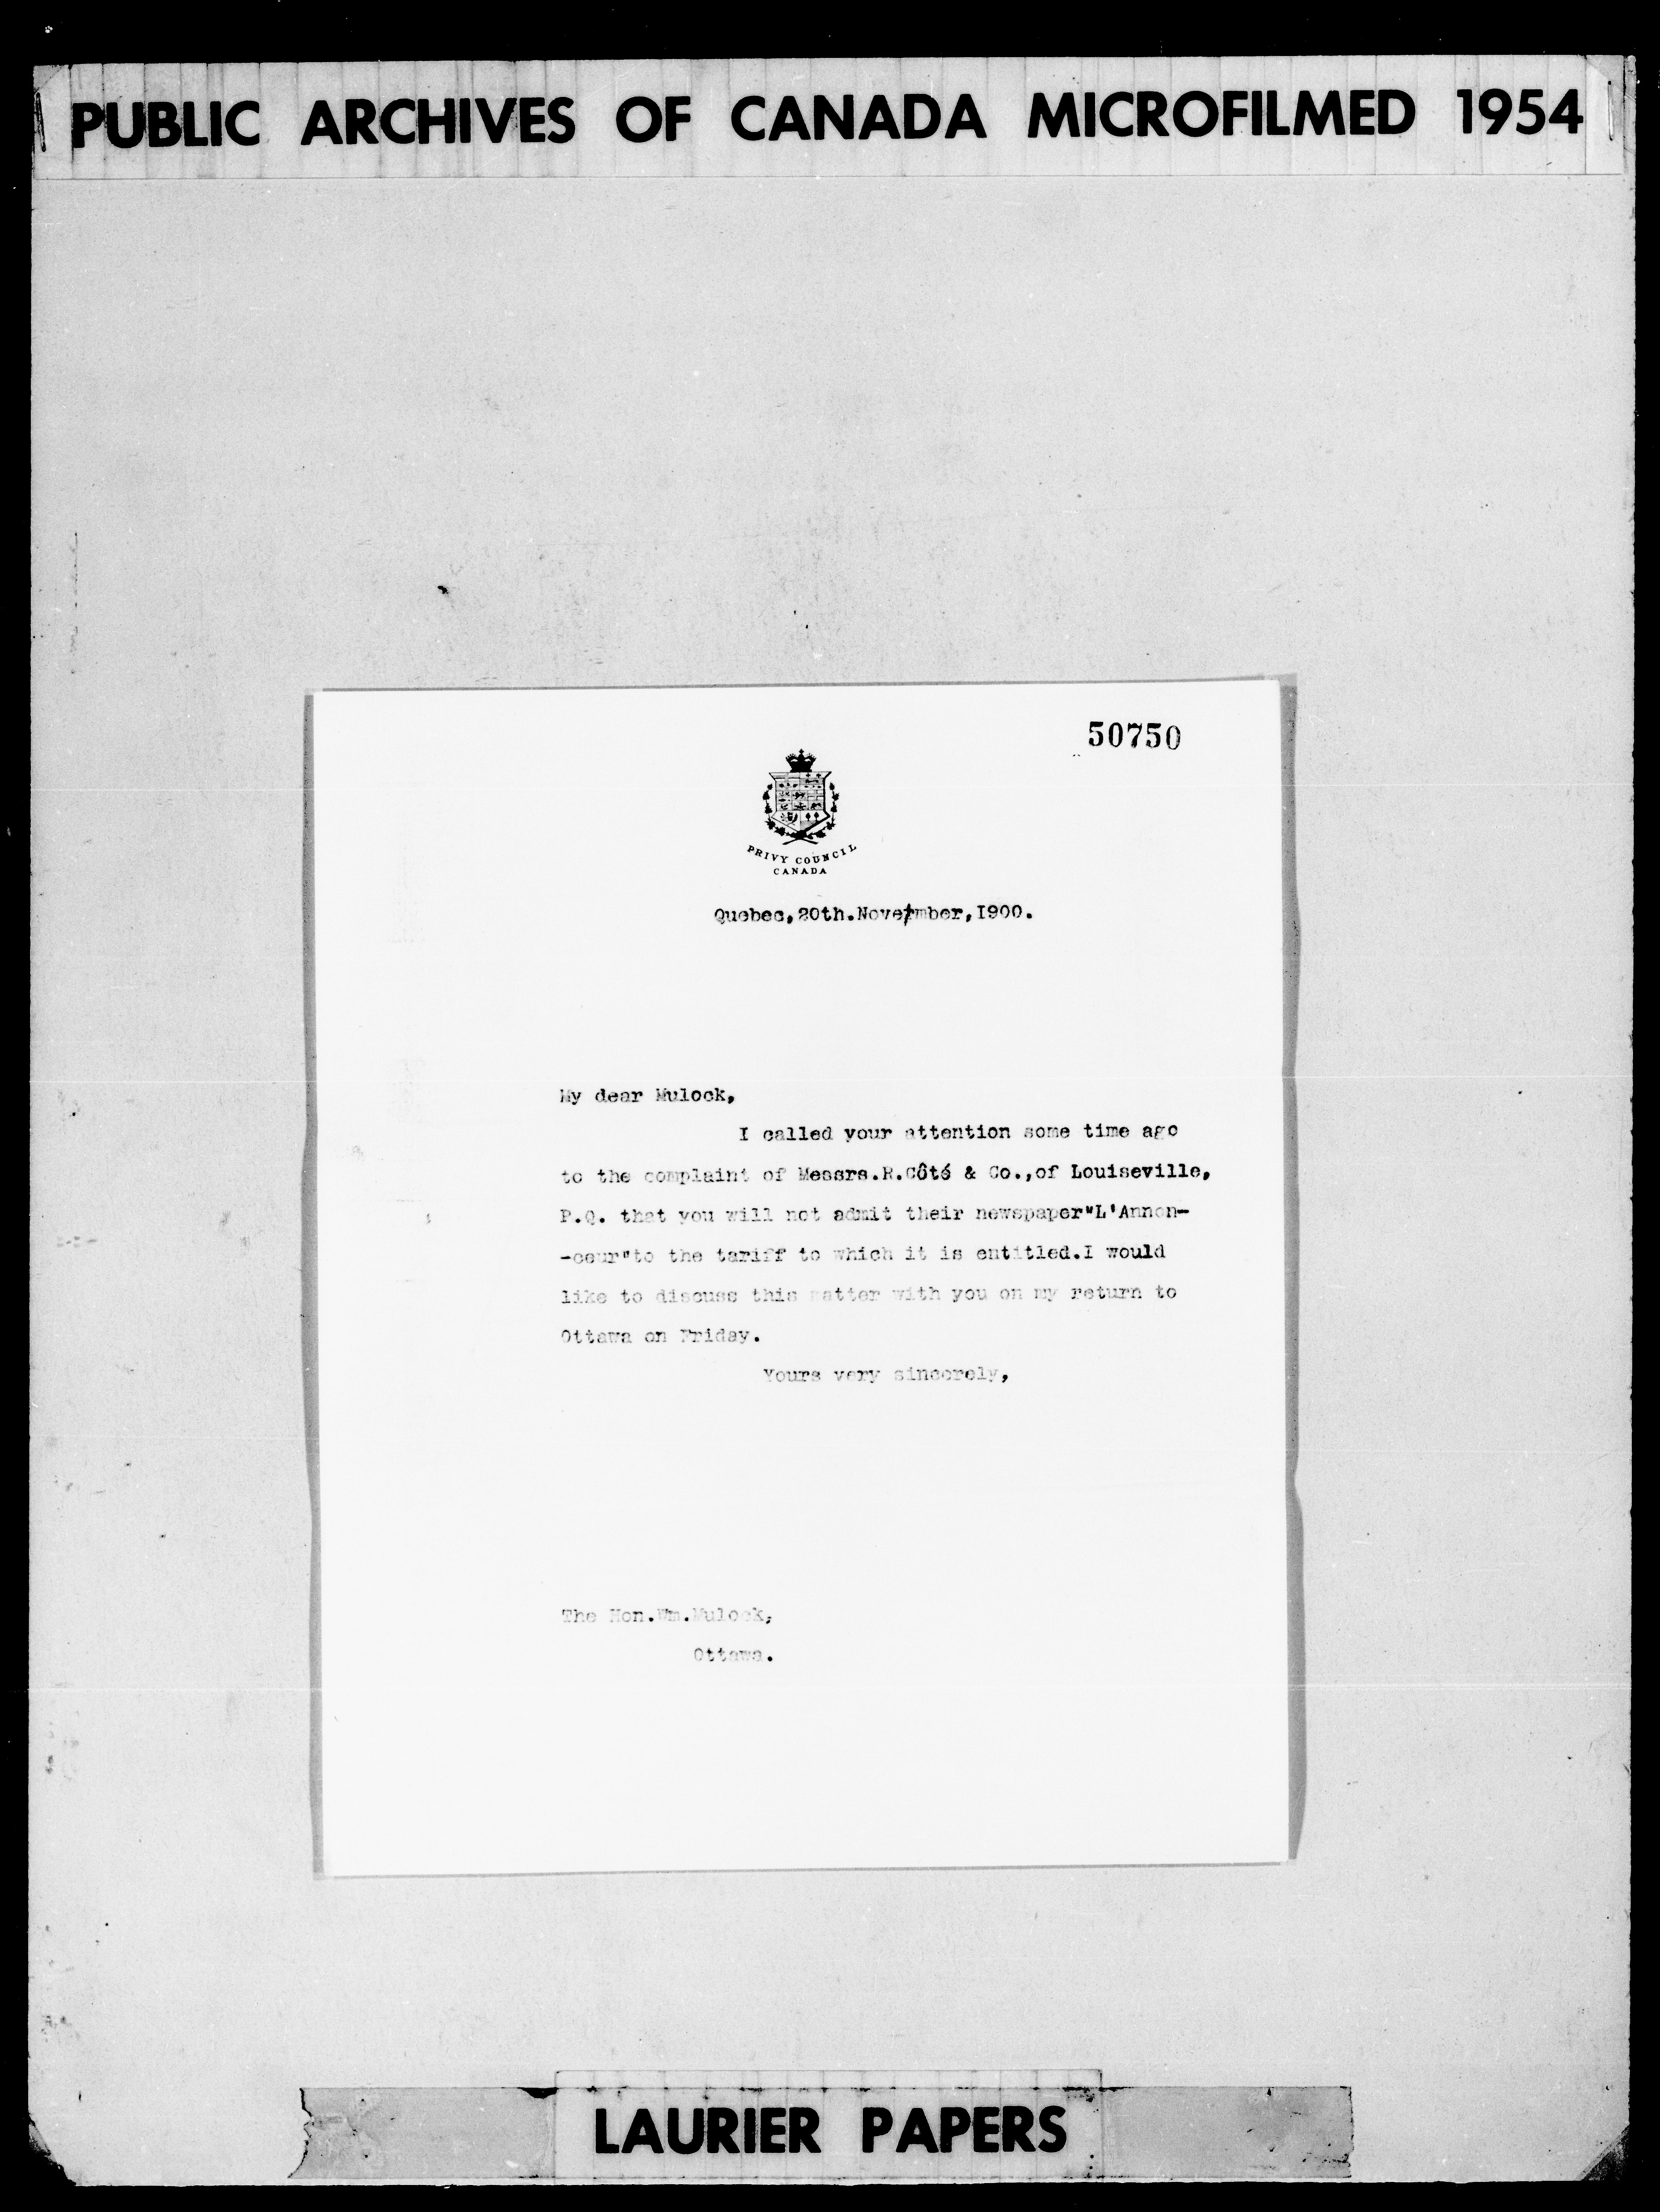 PUBLIC ARCHIVES OF CANADA MICROFILMED 1954
50750
PRIVY COUNCIL
CANADA
Quebec,20th.November,1900.
My dear Mulock,
I called your attention some time ago
to the complaint of Messrs.R.Côté & Co.,of Louiseville,
P.Q. that you will not admit their newspaper"L'Annon-
-ceur"to the tariff to which it is entitled.I would
like to discuss this matter with you on my return to
Ottawa on Friday.
Yours very sincerely,
The Hon.Wm.Mulock,
Ottawa.
LAURIER PAPERS